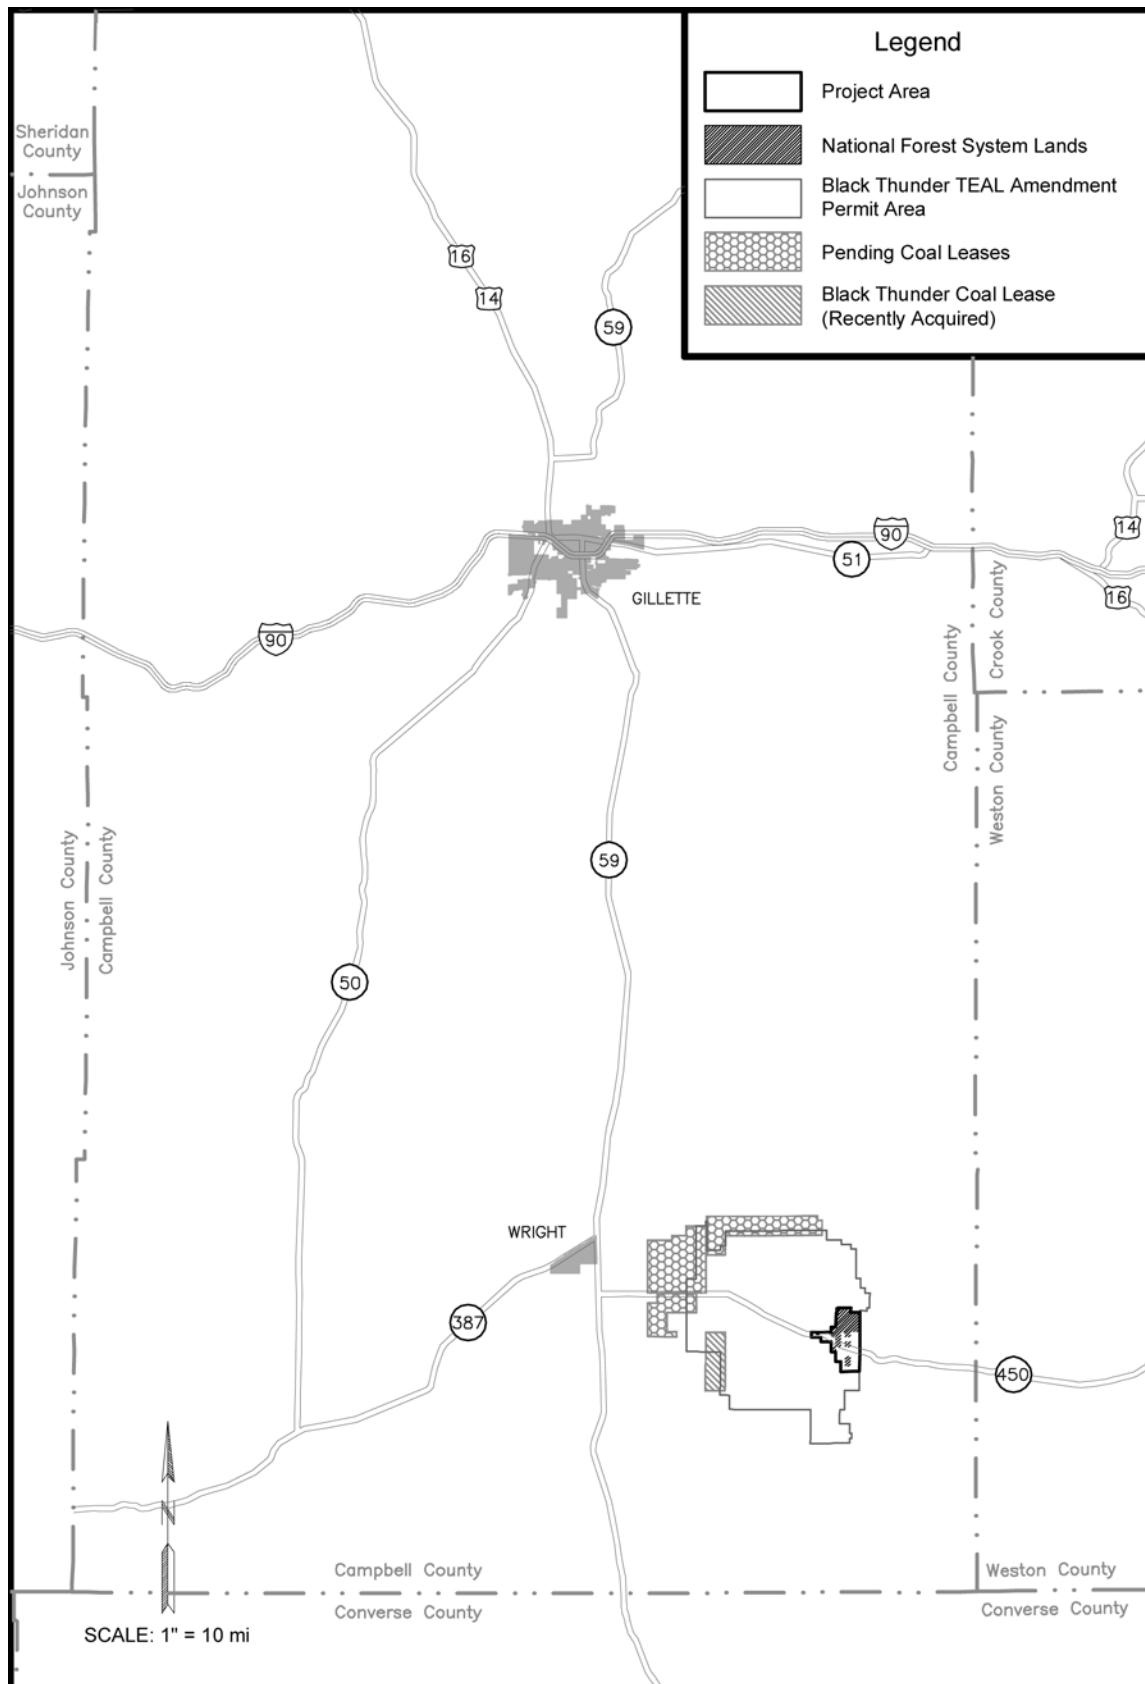 Legend
Project Area
National Forest System Lands
Black Thunder TEAL Amendment
Permit Area
Pending Coal Leases
Black Thunder Coal Lease
(Recently Acquired)
Sheridan
County
Johnson
County
16
14
59
90
51
14
16
GILLETTE
90
Campbell County
Crook County
Weston County
Johnson County
Campbell County
59
50
WRIGHT
387
450
N
Campbell County
Converse County
Weston County
Converse County
SCALE: 1" = 10 mi